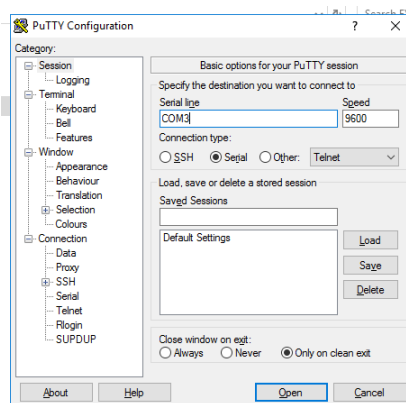 Search
PuTTY Configuration
?
Category:
Session
Logging
Terminal
Keyboard
Bell
Features
Window
Appearance
Behaviour
Translation
Selection
Colours
Connection
Data
Proxy
SSH
Serial
Telnet
Rlogin
SUPDUP
Basic options for your PuTTY session
Specify the destination you want to connect to
Serial line Speed
COM3 9600
Connection type:
SSH Serial Other: Telnet
Load, save or delete a stored session
Saved Sessions
Default Settings
Load
Save
Delete
Close window on exit:
Always Never Only on clean exit
About Help Open Cancel